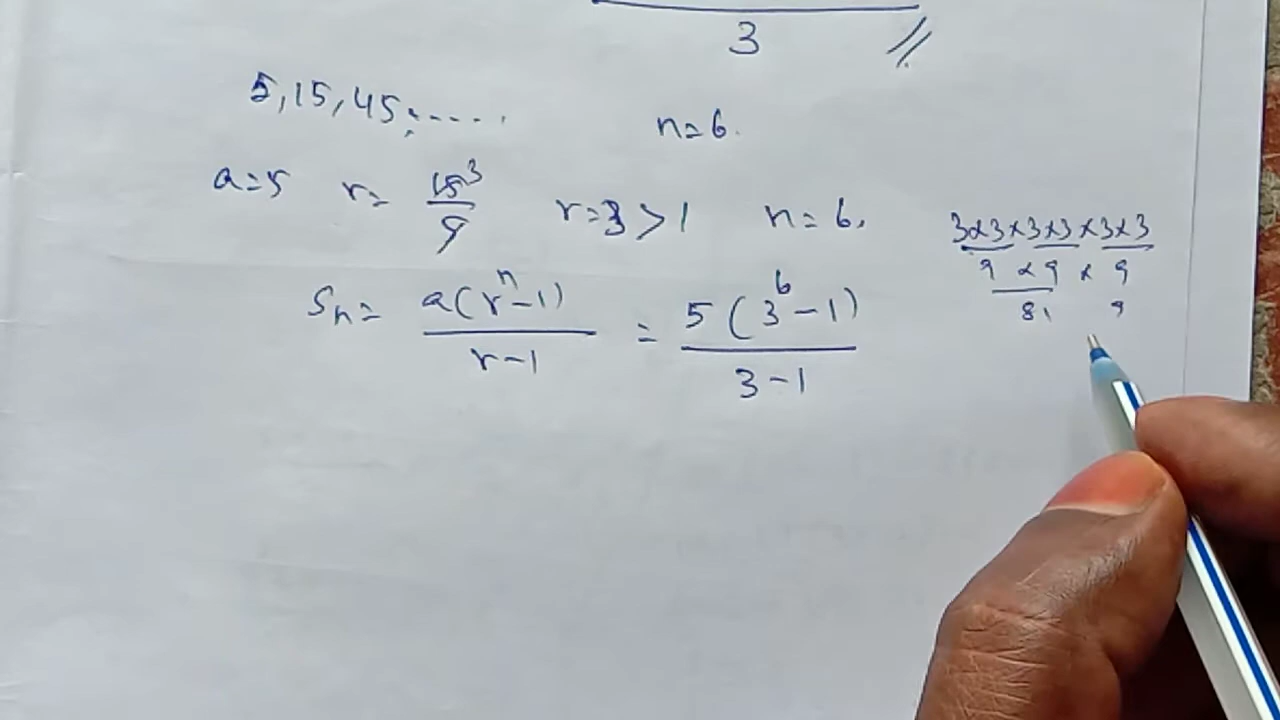 3 //
5, 15, 45, .....
n=6.
a=5 r= 15^3/5 r=3>1 n=6.
3×3×3×3×3×3
9 × 9 × 9
81 9
Sn= a(r^n-1)/r-1 = 5(3^6-1)/3-1